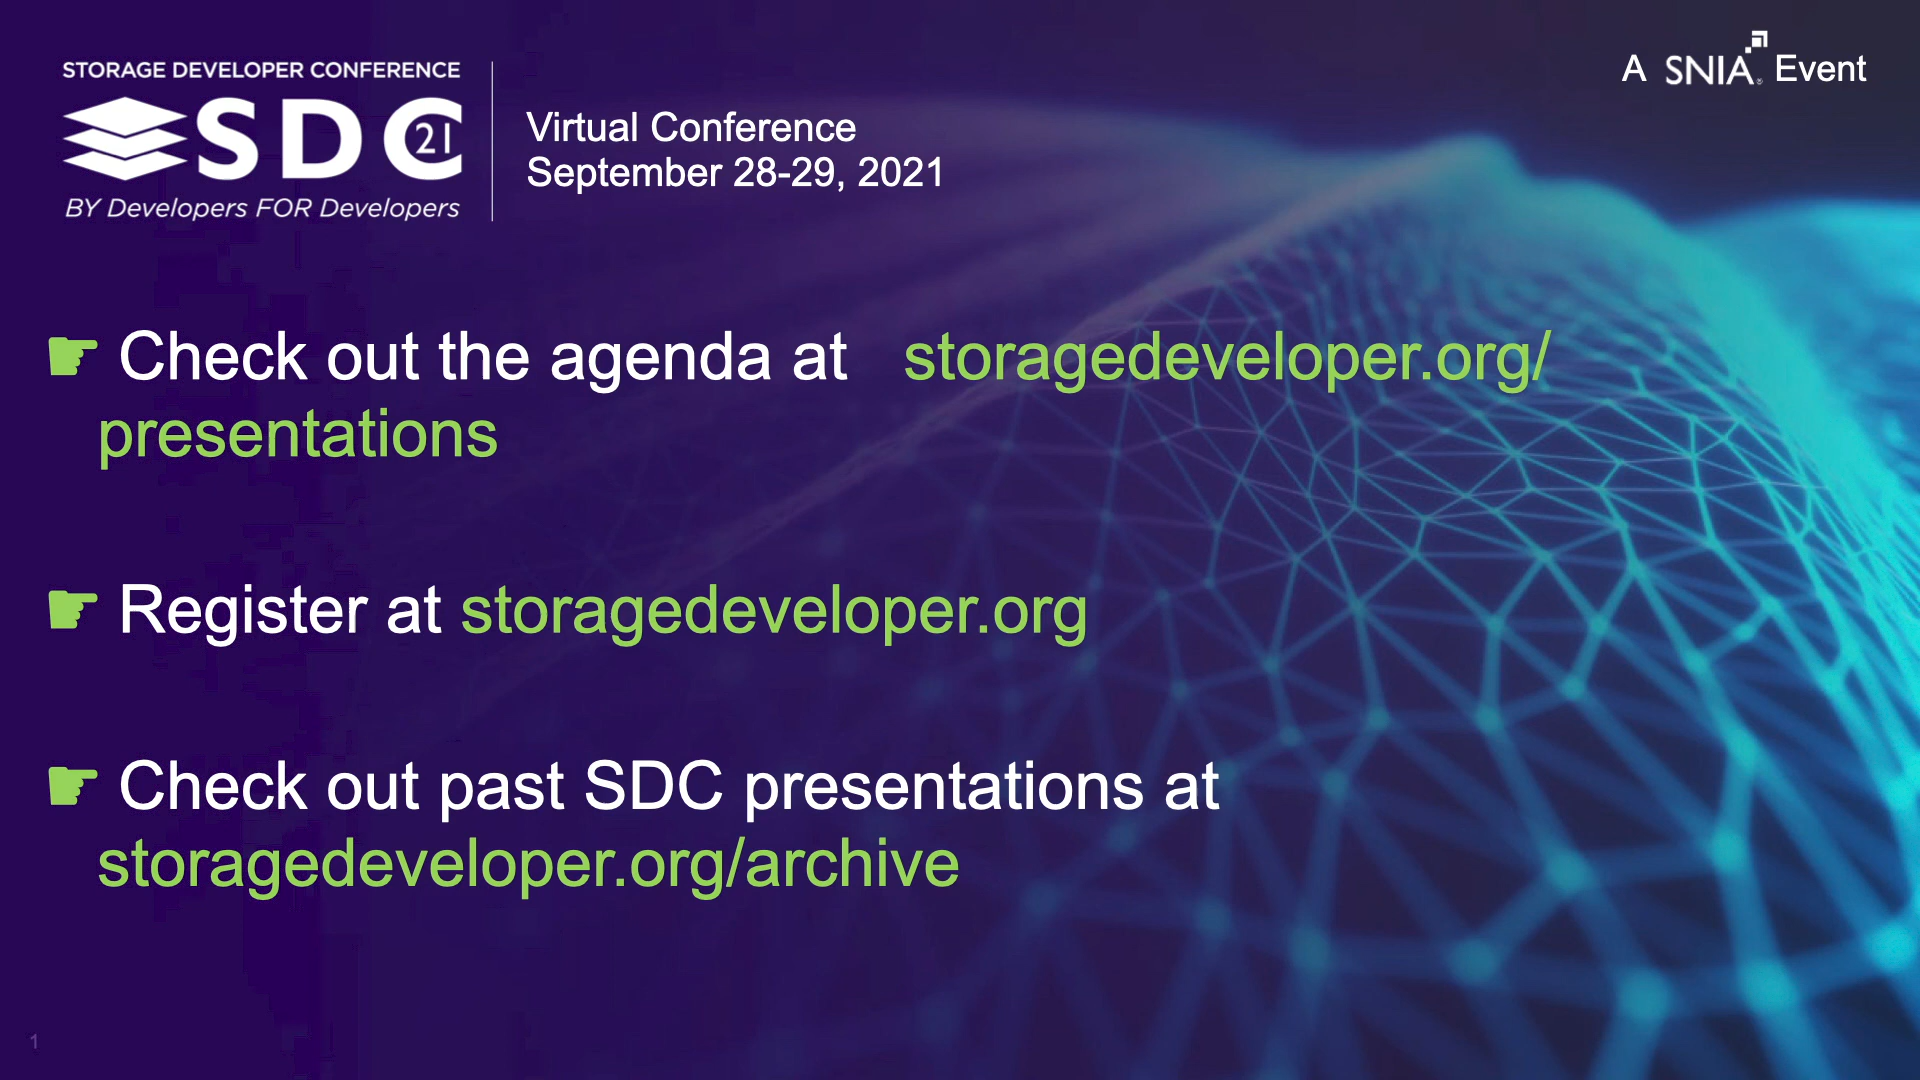 STORAGE DEVELOPER CONFERENCE
SDC 21
BY Developers FOR Developers
Virtual Conference
September 28-29, 2021
A SNIA® Event
☛ Check out the agenda at storagedeveloper.org/
presentations
☛ Register at storagedeveloper.org
☛ Check out past SDC presentations at
storagedeveloper.org/archive
1